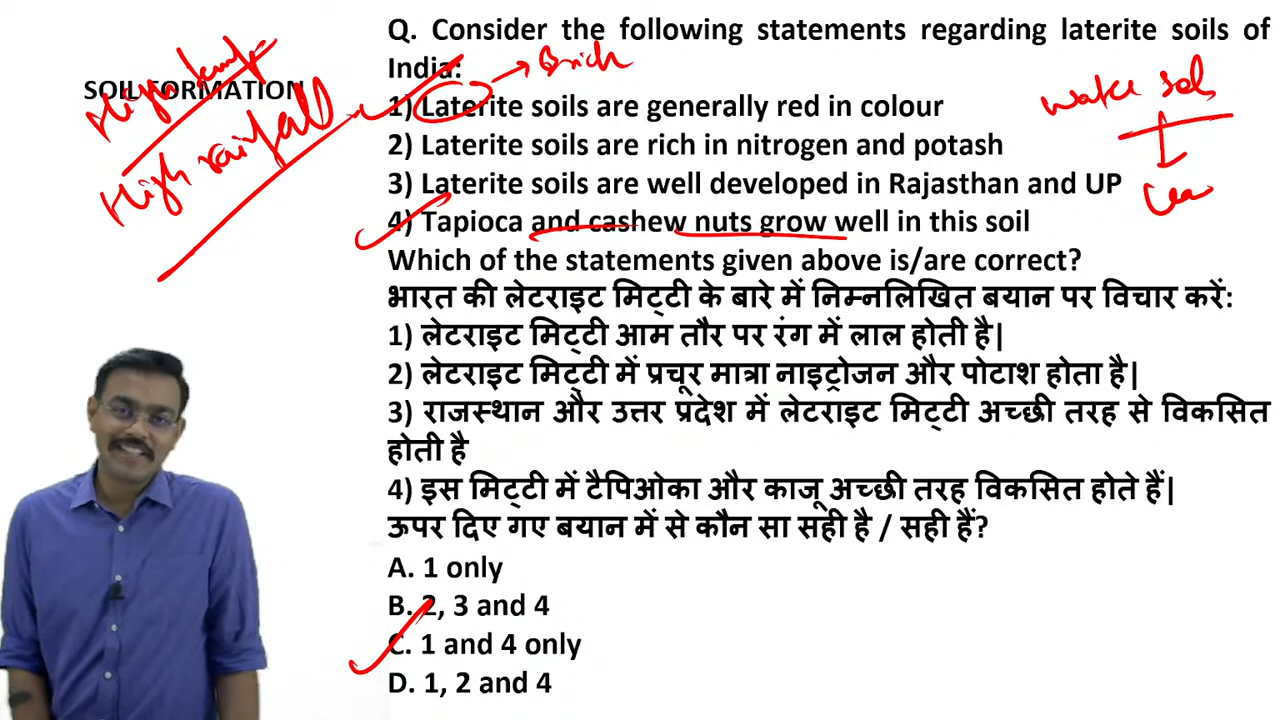 SOIL FORMATION
High temp
High rainfall
Q. Consider the following statements regarding laterite soils of
India:
Brick
1) Laterite soils are generally red in colour
2) Laterite soils are rich in nitrogen and potash
3) Laterite soils are well developed in Rajasthan and UP
4) Tapioca and cashew nuts grow well in this soil
Which of the statements given above is/are correct?
भारत की लेटराइट मिट्टी के बारे में निम्नलिखित बयान पर विचार करें:
1) लेटराइट मिट्टी आम तौर पर रंग में लाल होती है|
2) लेटराइट मिट्टी में प्रचूर मात्रा नाइट्रोजन और पोटाश होता है|
3) राजस्थान और उत्तर प्रदेश में लेटराइट मिट्टी अच्छी तरह से विकसित
होती है
4) इस मिट्टी में टैपिओका और काजू अच्छी तरह विकसित होते हैं|
ऊपर दिए गए बयान में से कौन सा सही है / सही हैं?
A. 1 only
B. 2, 3 and 4
C. 1 and 4 only
D. 1, 2 and 4